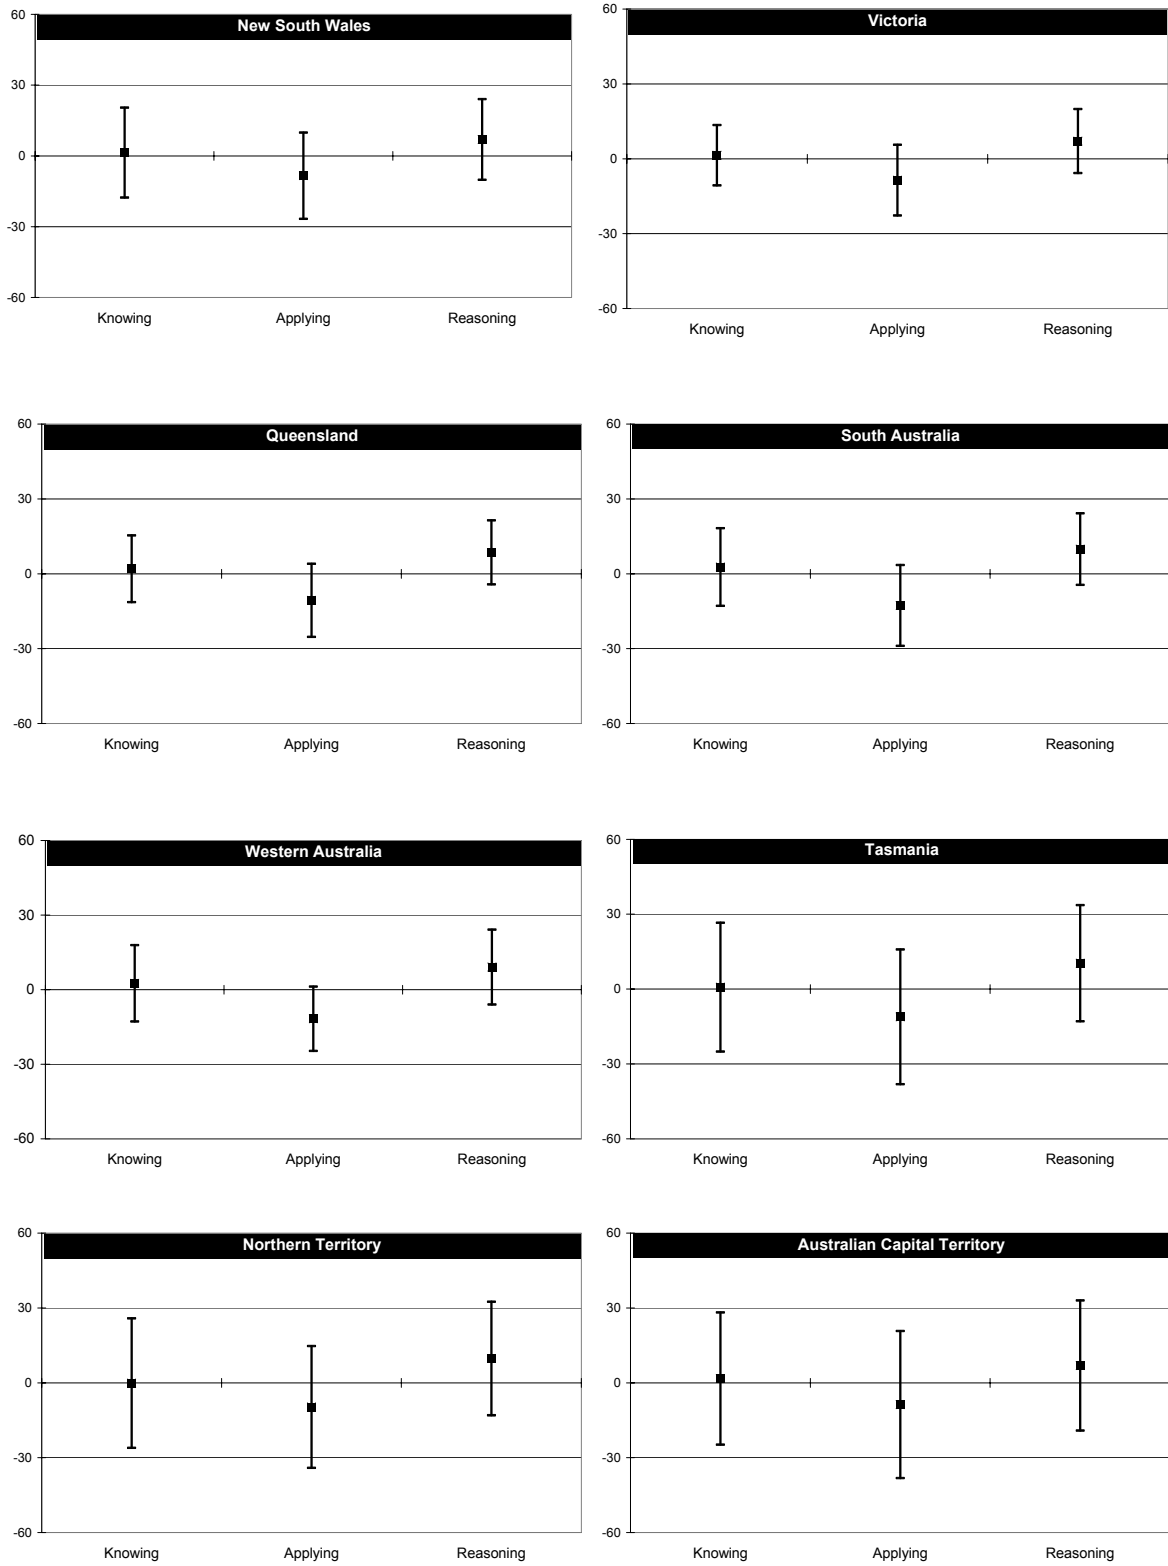 New South Wales
60
30
0
-30
-60
Knowing Applying Reasoning
Victoria
60
30
0
-30
-60
Knowing Applying Reasoning
Queensland
60
30
0
-30
-60
Knowing Applying Reasoning
South Australia
60
30
0
-30
-60
Knowing Applying Reasoning
Western Australia
60
30
0
-30
-60
Knowing Applying Reasoning
Tasmania
60
30
0
-30
-60
Knowing Applying Reasoning
Northern Territory
60
30
0
-30
-60
Knowing Applying Reasoning
Australian Capital Territory
60
30
0
-30
-60
Knowing Applying Reasoning